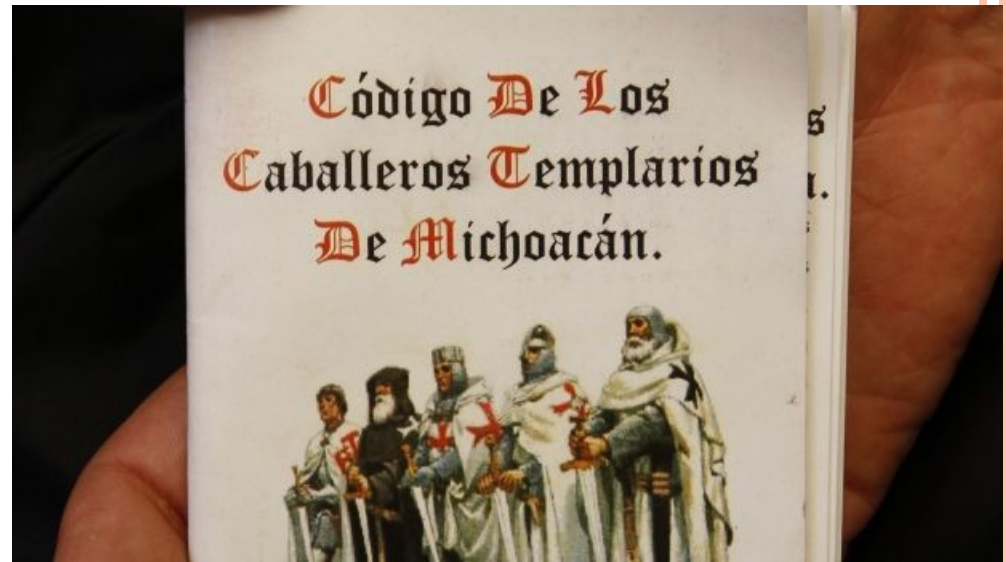 Código De Los
Caballeros Templarios
De Michoacán.
s
a.